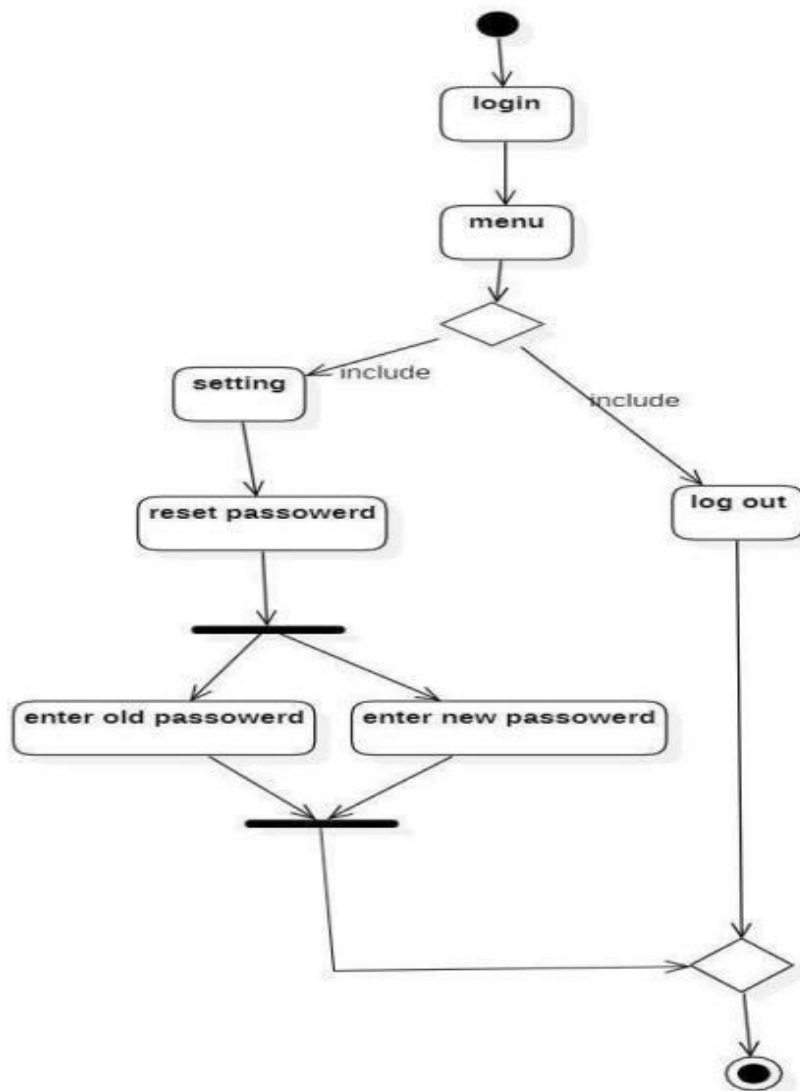 login
menu
include
setting
include
reset passowerd
log out
enter old passowerd
enter new passowerd